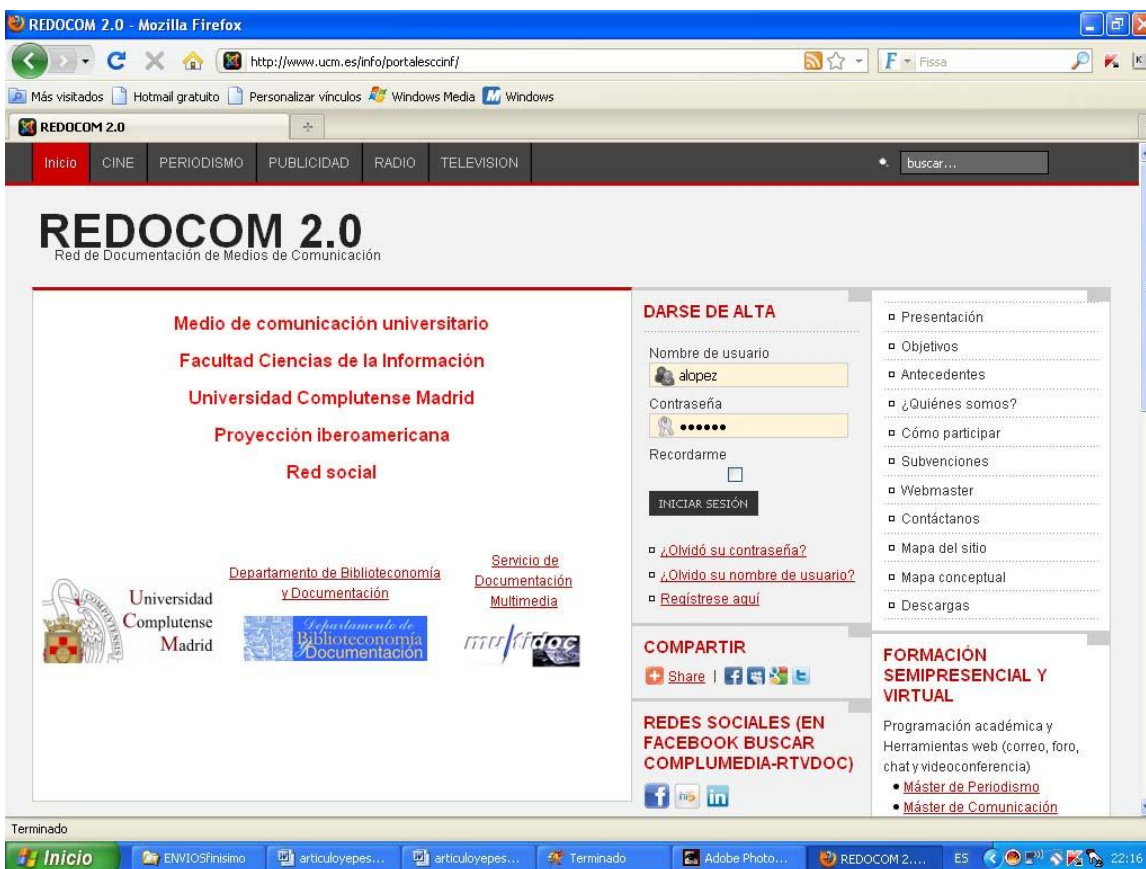 REDOCOM 2.0 - Mozilla Firefox
http://www.ucm.es/info/portalesccinf/
Fissa
Más visitados Hotmail gratuito Personalizar vínculos Windows Media Windows
REDOCOM 2.0
Inicio CINE PERIODISMO PUBLICIDAD RADIO TELEVISION
buscar...
REDOCOM 2.0
Red de Documentación de Medios de Comunicación
Medio de comunicación universitario
Facultad Ciencias de la Información
Universidad Complutense Madrid
Proyección iberoamericana
Red social
Universidad
Complutense
Madrid
Departamento de Biblioteconomía
y Documentación
Departamento de
Biblioteconomía
y Documentación
Servicio de
Documentación
Multimedia
multidoc
DARSE DE ALTA
Nombre de usuario
alopez
Contraseña
••••••
Recordarme
INICIAR SESIÓN
¿Olvidó su contraseña?
¿Olvido su nombre de usuario?
Regístrese aquí
COMPARTIR
Share |
REDES SOCIALES (EN
FACEBOOK BUSCAR
COMPLUMEDIA-RTVDOC)
hi5 in
Presentación
Objetivos
Antecedentes
¿Quiénes somos?
Cómo participar
Subvenciones
Webmaster
Contáctanos
Mapa del sitio
Mapa conceptual
Descargas
FORMACIÓN
SEMIPRESENCIAL Y
VIRTUAL
Programación académica y
Herramientas web (correo, foro,
chat y videoconferencia)
Máster de Periodismo
Máster de Comunicación
Terminado
Inicio ENVIOSfinisimo articuloyepes... articuloyepes... Terminado Adobe Photo... REDOCOM 2.... ES 22:16